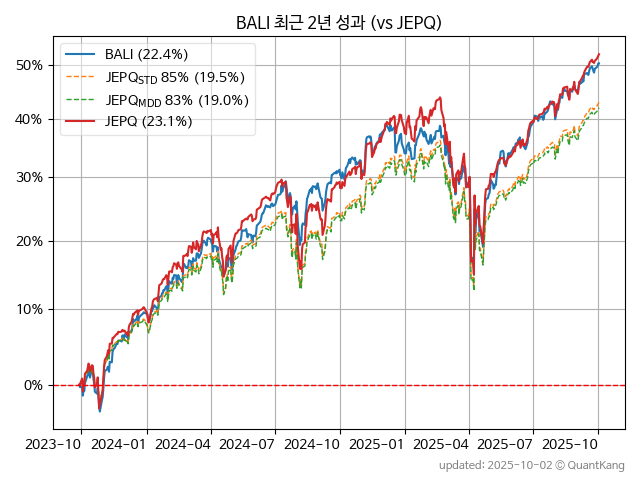 BALI 최근 2년 성과 (vs JEPQ)
BALI (22.4%)
JEPQSTD 85% (19.5%)
JEPQMDD 83% (19.0%)
JEPQ (23.1%)
50%
40%
30%
20%
10%
0%
2023-10 2024-01 2024-04 2024-07 2024-10 2025-01 2025-04 2025-07 2025-10
updated: 2025-10-02 © QuantKang